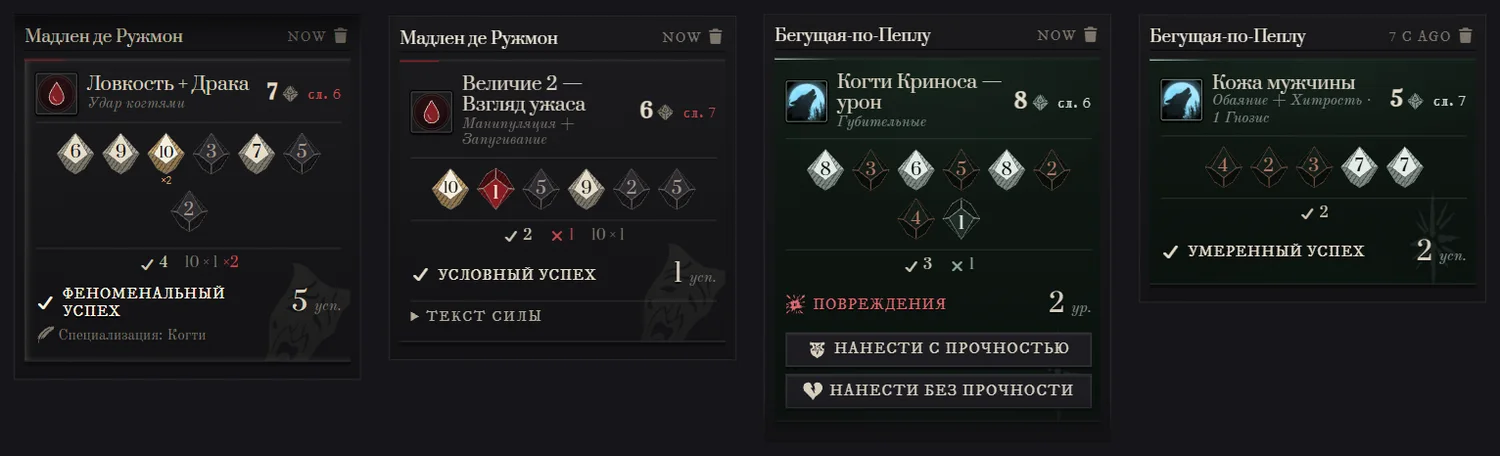 Мадлен де Ружмон NOW
Ловкость + Драка 7 сл. 6
Удар когтями
6 9 10 3 7 5
×2
2
4 10 × 1 ×2
ФЕНОМЕНАЛЬНЫЙ
УСПЕХ
5 усп.
Специализация: Когти
Мадлен де Ружмон NOW
Величие 2 —
Взгляд ужаса
6 сл. 7
Манипуляция +
Запугивание
10 1 5 9 2 5
2 1 10 × 1
УСЛОВНЫЙ УСПЕХ 1 усп.
ТЕКСТ СИЛЫ
Бегущая-по-Пеплу NOW
Когти Криноса —
урон
8 сл. 6
Губительные
8 3 6 5 8 2
4 1
3 1
ПОВРЕЖДЕНИЯ 2 ур.
НАНЕСТИ С ПРОЧНОСТЬЮ
НАНЕСТИ БЕЗ ПРОЧНОСТИ
Бегущая-по-Пеплу 7 С AGO
Кожа мужчины
Обаяние + Хитрость ·
1 Гнозис
5 сл. 7
4 2 3 7 7
2
УМЕРЕННЫЙ УСПЕХ 2 усп.